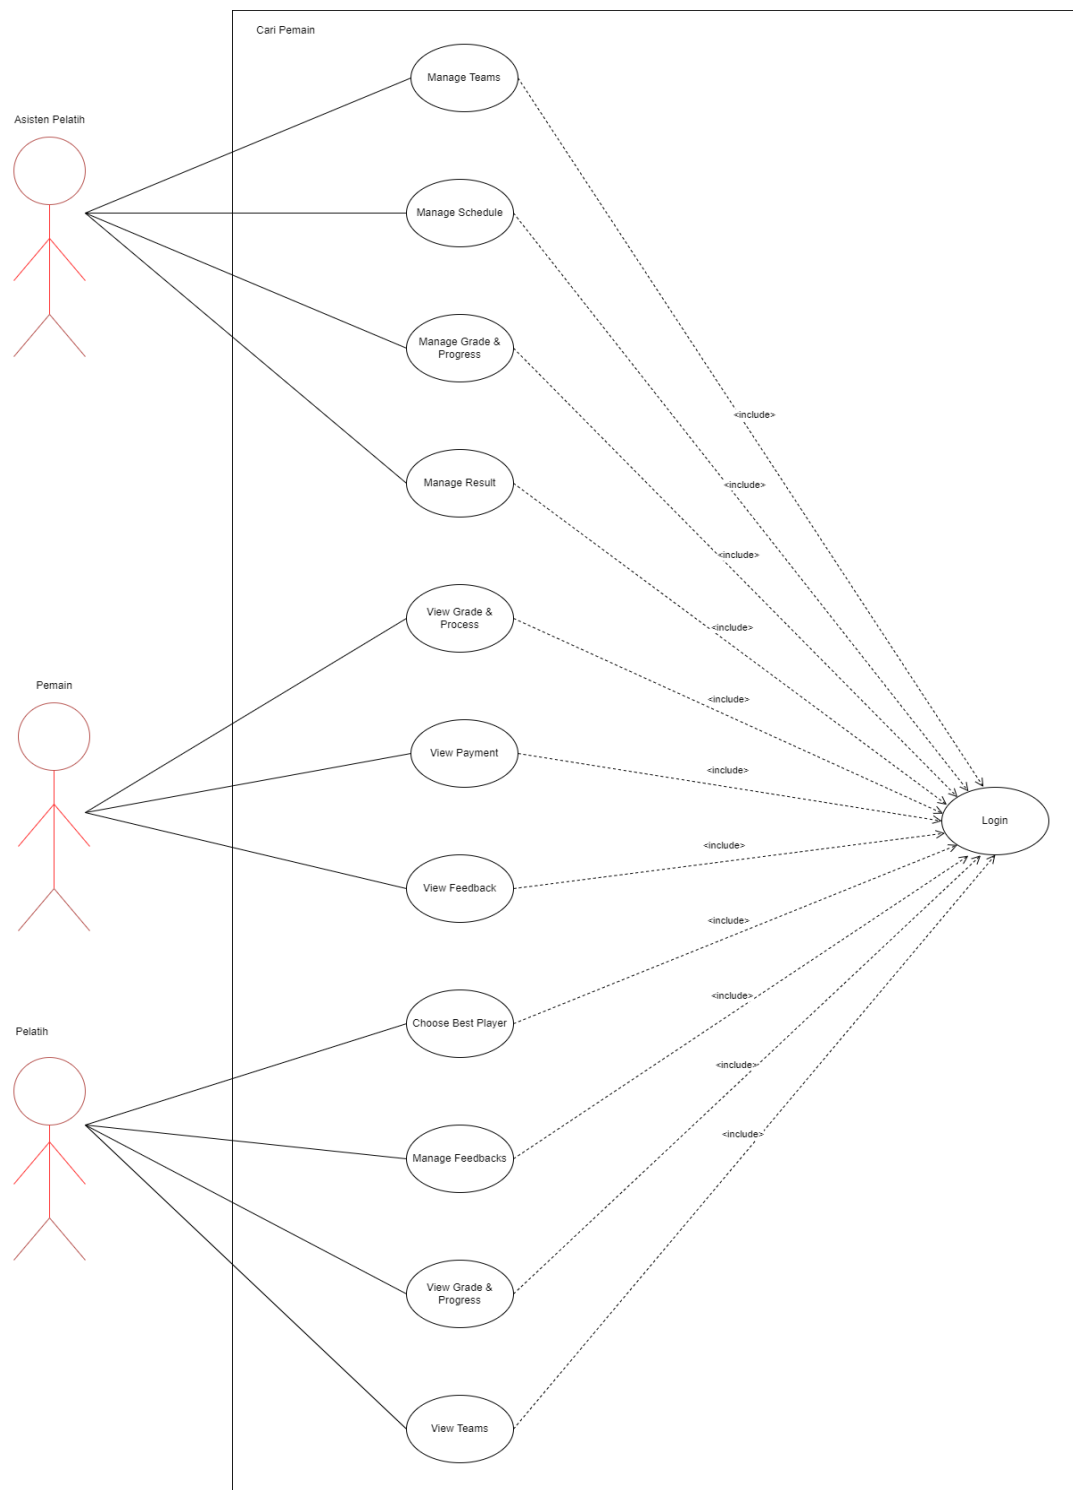 Cari Pemain
Manage Teams
Asisten Pelatih
Manage Schedule
Manage Grade &
Progress
<include>
Manage Result
<include>
<include>
View Grade &
Process
<include>
Pemain
<include>
View Payment
<include>
Login
<include>
View Feedback
<include>
Choose Best Player
<include>
Pelatih
<include>
Manage Feedbacks
<include>
View Grade &
Progress
View Teams